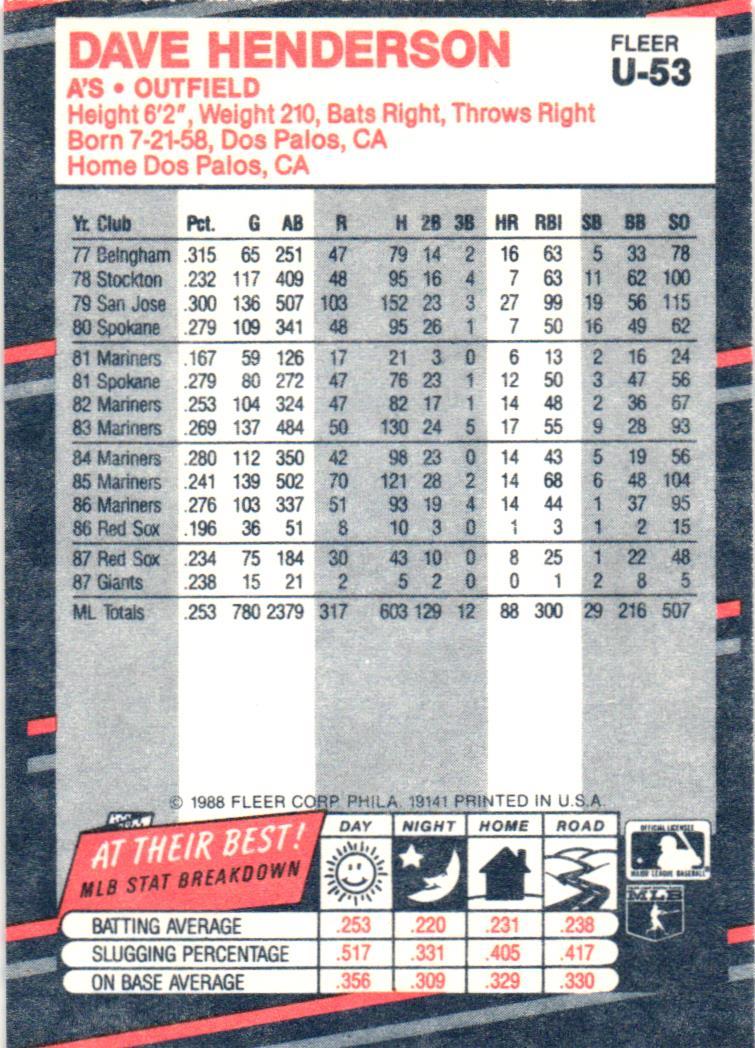 DAVE HENDERSON
FLEER
U-53
A'S • OUTFIELD
Height 6'2", Weight 210, Bats Right, Throws Right
Born 7-21-58, Dos Palos, CA
Home Dos Palos, CA
Yr. Club Pct. G AB R H 2B 3B HR RBI SB BB SO
77 Belngham .315 65 251 47 79 14 2 16 63 5 33 78
78 Stockton .232 117 409 48 95 16 4 7 63 11 62 100
79 San Jose .300 136 507 103 152 23 3 27 99 19 56 115
80 Spokane .279 109 341 48 95 26 1 7 50 16 49 62
81 Mariners .167 59 126 17 21 3 0 6 13 2 16 24
81 Spokane .279 80 272 47 76 23 1 12 50 3 47 56
82 Mariners .253 104 324 47 82 17 1 14 48 2 36 67
83 Mariners .269 137 484 50 130 24 5 17 55 9 28 93
84 Mariners .280 112 350 42 98 23 0 14 43 5 19 56
85 Mariners .241 139 502 70 121 28 2 14 68 6 48 104
86 Mariners .276 103 337 51 93 19 4 14 44 1 37 95
86 Red Sox .196 36 51 8 10 3 0 1 3 1 2 15
87 Red Sox .234 75 184 30 43 10 0 8 25 1 22 48
87 Giants .238 15 21 2 5 2 0 0 1 2 8 5
ML Totals .253 780 2379 317 603 129 12 88 300 29 216 507
© 1988 FLEER CORP. PHILA. 19141 PRINTED IN U.S.A.
AT THEIR BEST!
MLB STAT BREAKDOWN
DAY NIGHT HOME ROAD
BATTING AVERAGE .253 .220 .231 .238
SLUGGING PERCENTAGE .517 .331 .405 .417
ON BASE AVERAGE .356 .309 .329 .330
OFFICIAL LICENSEE
MAJOR LEAGUE BASEBALL
MLB